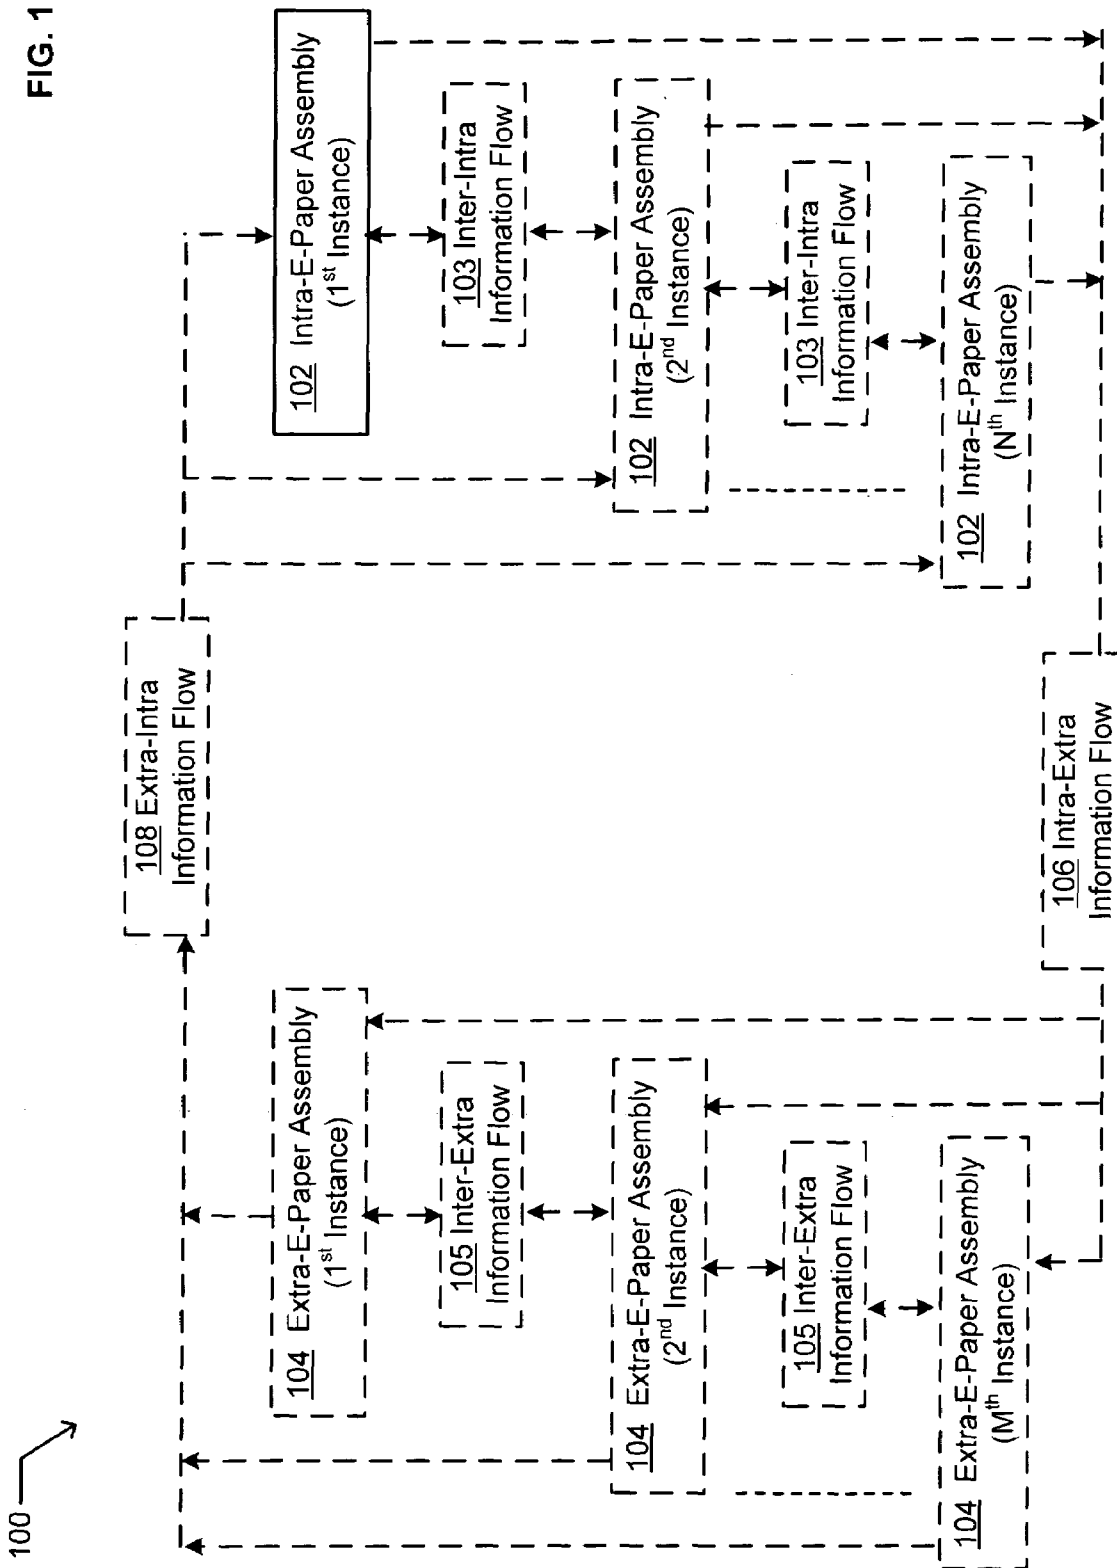 FIG. 1
100
108 Extra-Intra
Information Flow
104 Extra-E-Paper Assembly
(1st Instance)
102 Intra-E-Paper Assembly
(1st Instance)
105 Inter-Extra
Information Flow
103 Inter-Intra
Information Flow
104 Extra-E-Paper Assembly
(2nd Instance)
102 Intra-E-Paper Assembly
(2nd Instance)
105 Inter-Extra
Information Flow
103 Inter-Intra
Information Flow
104 Extra-E-Paper Assembly
(Mth Instance)
102 Intra-E-Paper Assembly
(Nth Instance)
106 Intra-Extra
Information Flow